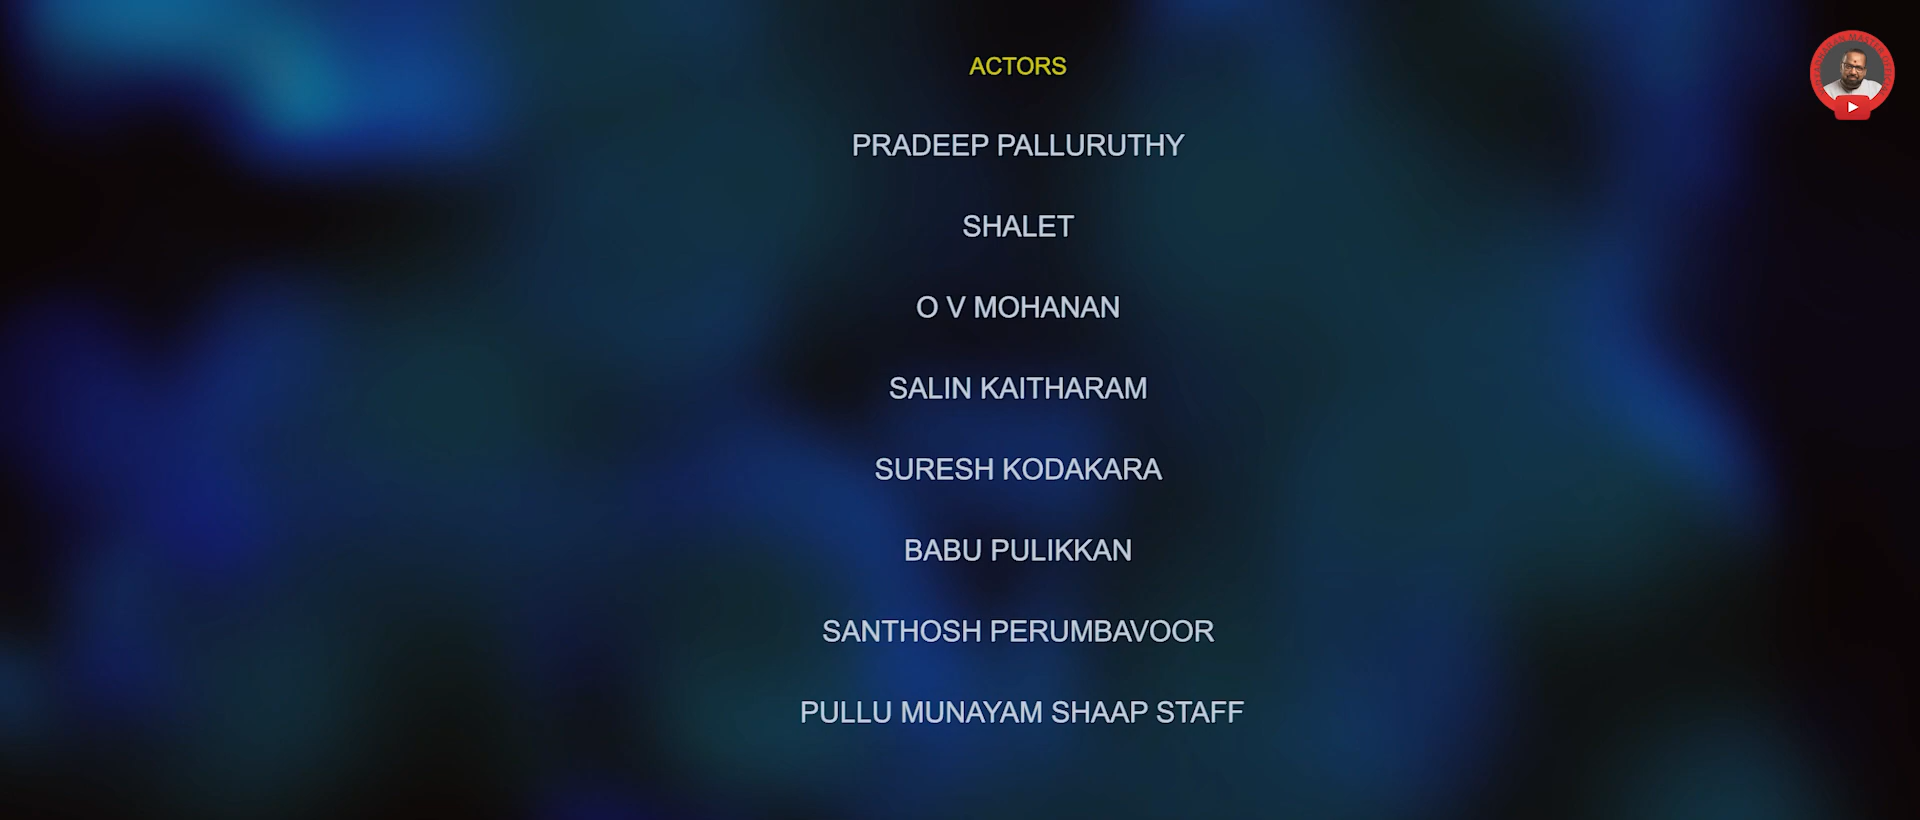 ACTORS
PRADEEP PALLURUTHY
SHALET
O V MOHANAN
SALIN KAITHARAM
SURESH KODAKARA
BABU PULIKKAN
SANTHOSH PERUMBAVOOR
PULLU MUNAYAM SHAAP STAFF